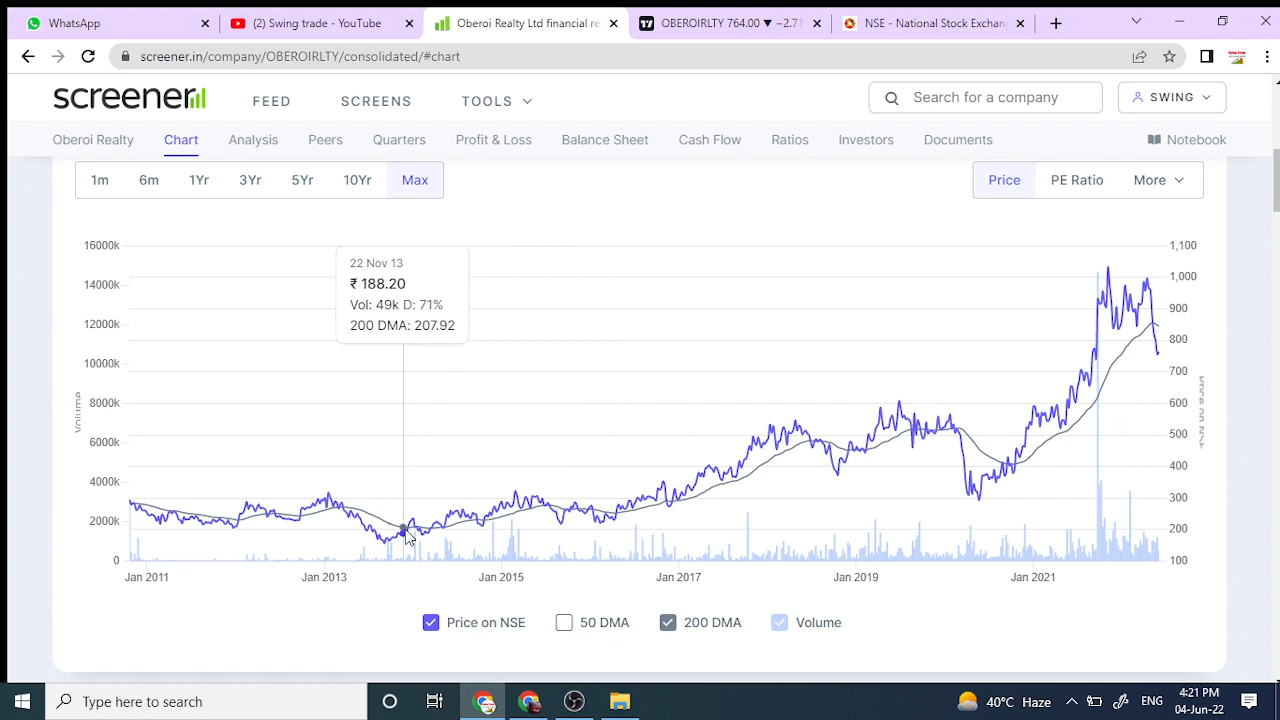 WhatsApp
(2) Swing trade - YouTube
Oberoi Realty Ltd financial re
OBEROIRLTY 764.00 ▼ −2.71
NSE - National Stock Exchang
screener.in/company/OBEROIRLTY/consolidated/#chart
screener
FEED
SCREENS
TOOLS
Search for a company
SWING
Oberoi Realty
Chart
Analysis
Peers
Quarters
Profit & Loss
Balance Sheet
Cash Flow
Ratios
Investors
Documents
Notebook
1m
6m
1Yr
3Yr
5Yr
10Yr
Max
Price
PE Ratio
More
16000k
14000k
12000k
10000k
8000k
6000k
4000k
2000k
0
Volume
22 Nov 13
₹ 188.20
Vol: 49k D: 71%
200 DMA: 207.92
1,100
1,000
900
800
700
600
500
400
300
200
100
Price on NSE
Jan 2011
Jan 2013
Jan 2015
Jan 2017
Jan 2019
Jan 2021
Price on NSE
50 DMA
200 DMA
Volume
Type here to search
40°C Haze
ENG
4:21 PM
04-Jun-22